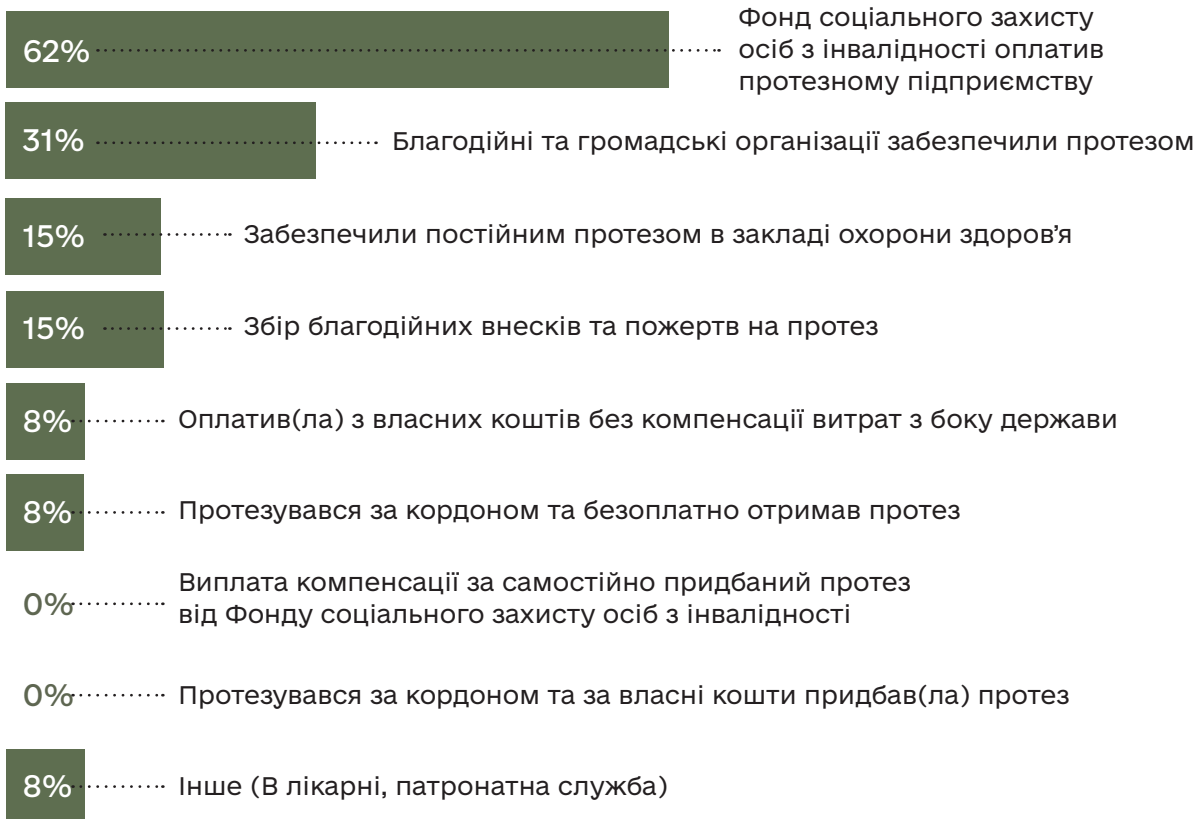 62%
Фонд соціального захисту
осіб з інвалідності оплатив
протезному підприємству
31%
Благодійні та громадські організації забезпечили протезом
15%
Забезпечили постійним протезом в закладі охорони здоров’я
15%
Збір благодійних внесків та пожертв на протез
8%
Оплатив(ла) з власних коштів без компенсації витрат з боку держави
8%
Протезувався за кордоном та безоплатно отримав протез
0%
Виплата компенсації за самостійно придбаний протез
від Фонду соціального захисту осіб з інвалідності
0%
Протезувався за кордоном та за власні кошти придбав(ла) протез
8%
Інше (В лікарні, патронатна служба)